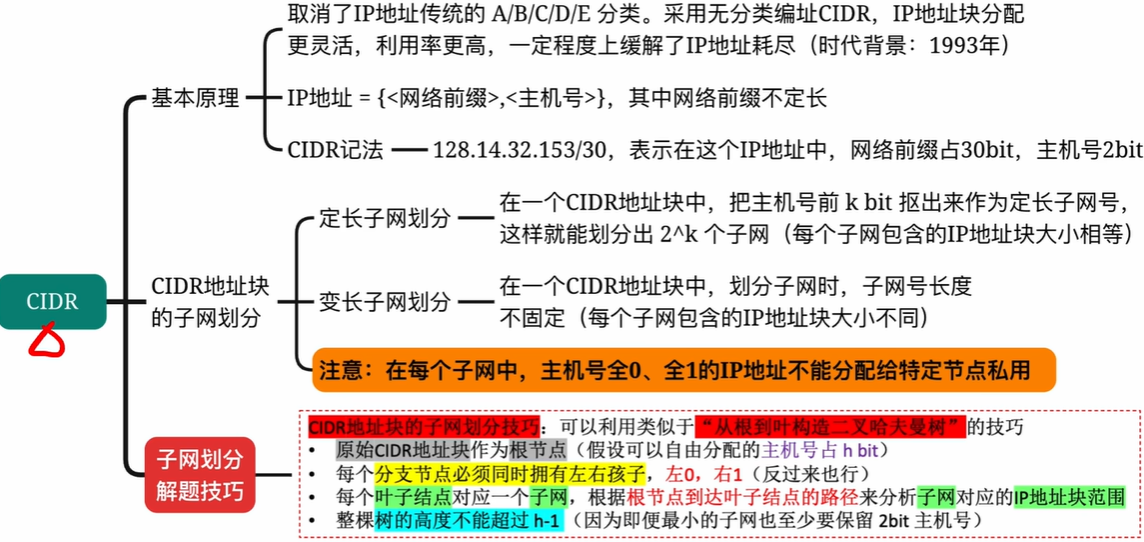 取消了IP地址传统的 A/B/C/D/E 分类。采用无分类编址CIDR，IP地址块分配
更灵活，利用率更高，一定程度上缓解了IP地址耗尽（时代背景：1993年）
基本原理
IP地址 = {<网络前缀>,<主机号>}，其中网络前缀不定长
CIDR记法
128.14.32.153/30，表示在这个IP地址中，网络前缀占30bit，主机号2bit
定长子网划分
在一个CIDR地址块中，把主机号前 k bit 抠出来作为定长子网号，
这样就能划分出 2^k 个子网（每个子网包含的IP地址块大小相等）
CIDR
CIDR地址块
的子网划分
变长子网划分
在一个CIDR地址块中，划分子网时，子网号长度
不固定（每个子网包含的IP地址块大小不同）
注意：在每个子网中，主机号全0、全1的IP地址不能分配给特定节点私用
子网划分
解题技巧
CIDR地址块的子网划分技巧：可以利用类似于“从根到叶构造二叉哈夫曼树”的技巧
• 原始CIDR地址块作为根节点（假设可以自由分配的主机号占 h bit）
• 每个分支节点必须同时拥有左右孩子，左0，右1（反过来也行）
• 每个叶子结点对应一个子网，根据根节点到达叶子结点的路径来分析子网对应的IP地址块范围
• 整棵树的高度不能超过 h-1（因为即便最小的子网也至少要保留 2bit 主机号）